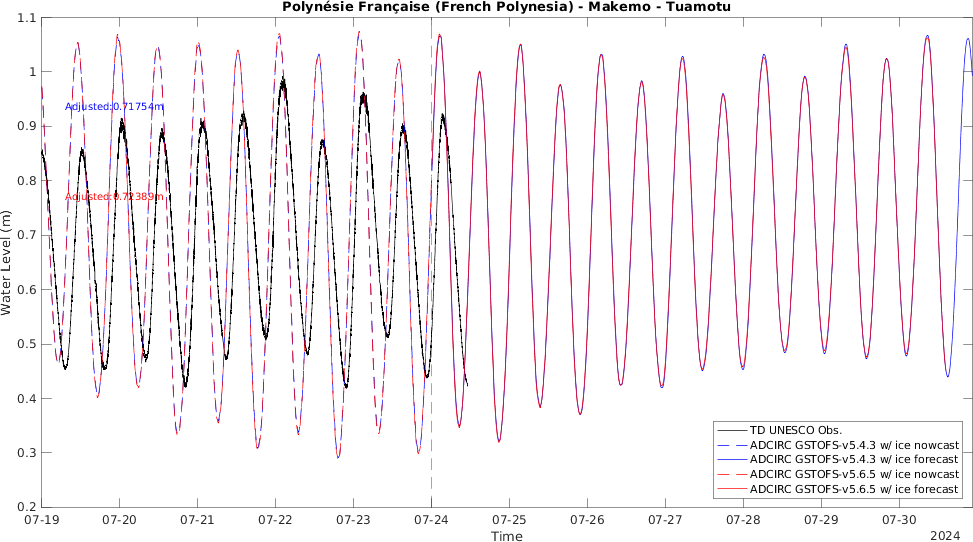 Polynésie Française (French Polynesia) - Makemo - Tuamotu
1.1
1
0.9
0.8
0.7
0.6
0.5
0.4
0.3
0.2
Water Level (m)
Adjusted:0.71754m
Adjusted:0.72389m
TD UNESCO Obs.
ADCIRC GSTOFS-v5.4.3 w/ ice nowcast
ADCIRC GSTOFS-v5.4.3 w/ ice forecast
ADCIRC GSTOFS-v5.6.5 w/ ice nowcast
ADCIRC GSTOFS-v5.6.5 w/ ice forecast
07-19 07-20 07-21 07-22 07-23 07-24 07-25 07-26 07-27 07-28 07-29 07-30
Time
2024